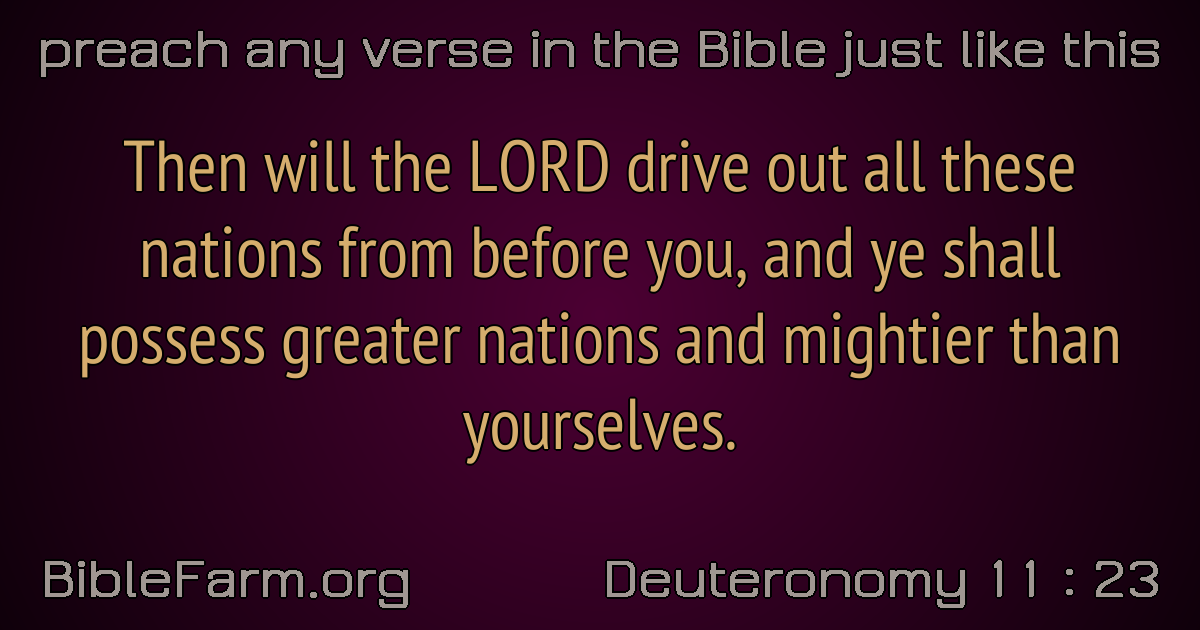 preach any verse in the Bible just like this
Then will the LORD drive out all these
nations from before you, and ye shall
possess greater nations and mightier than
yourselves.
BibleFarm.org
Deuteronomy 11 : 23